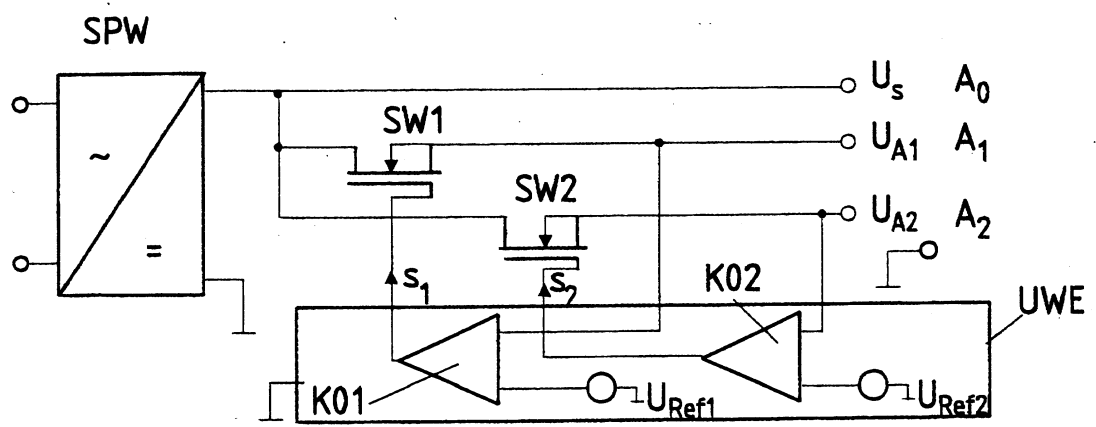 SPW
U_s A_0
SW1
U_A1 A_1
~
SW2
U_A2 A_2
=
s_1
s_2
K02
UWE
K01
U_Ref1
U_Ref2